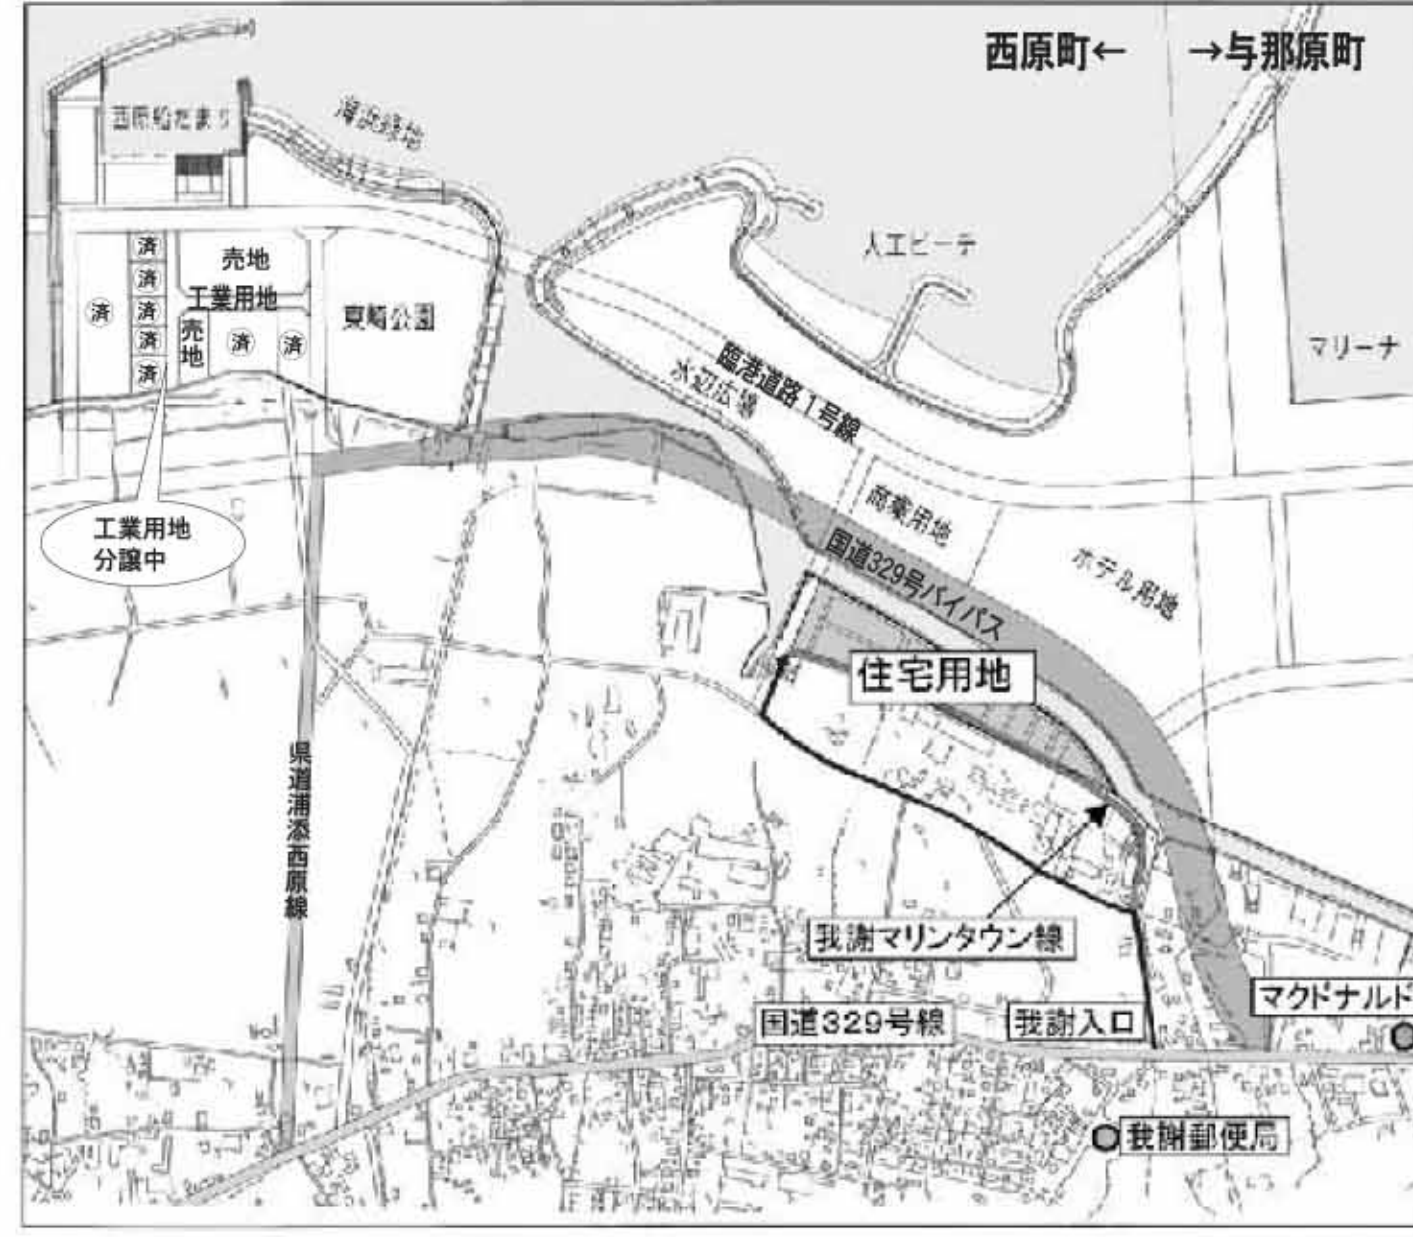 西原町← →与那原町
西原船だまり
海浜緑地
人工ビーチ
マリーナ
済
売地
済
工業用地
済
済
売地
済
済
済
済
東崎公園
臨港道路1号線
水辺広場
商業用地
国道329号バイパス
ホテル用地
工業用地
分譲中
住宅用地
県道浦添西原線
我謝マリンタウン線
マクドナルド
国道329号線
我謝入口
我謝郵便局